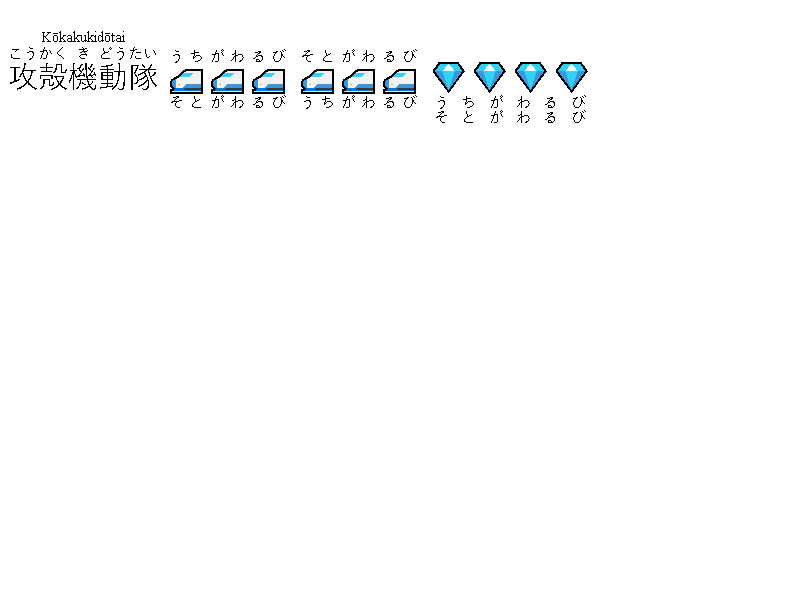 Kōkakukidōtai
こうかく き どうたい
攻殻機動隊
うちがわるび
🚅🚅🚅
そとがわるび
そとがわるび
🚅🚅🚅
うちがわるび
💎💎💎💎
うちがわるび
そとがわるび